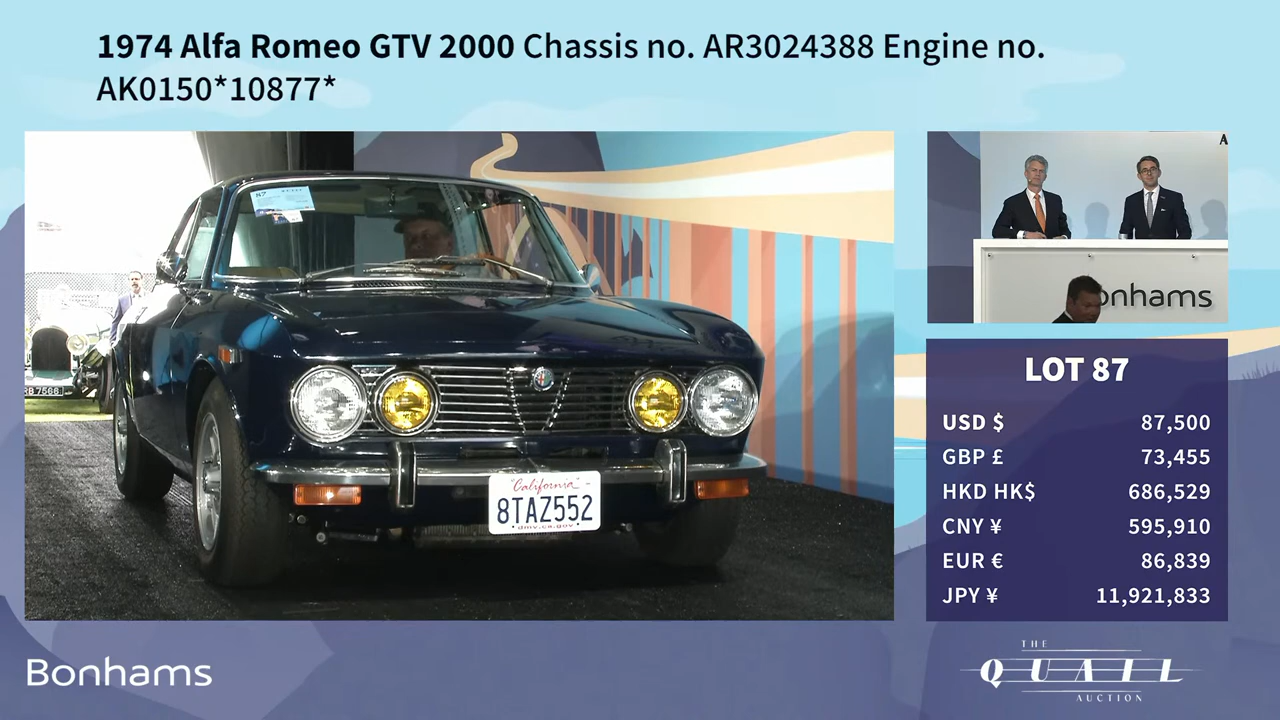 1974 Alfa Romeo GTV 2000 Chassis no. AR3024388 Engine no.
AK0150*10877*
87
California
8TAZ552
dmv.ca.gov
A
onhams
LOT 87
USD $ 87,500
GBP £ 73,455
HKD HK$ 686,529
CNY ¥ 595,910
EUR € 86,839
JPY ¥ 11,921,833
Bonhams
THE
QUAIL
AUCTION